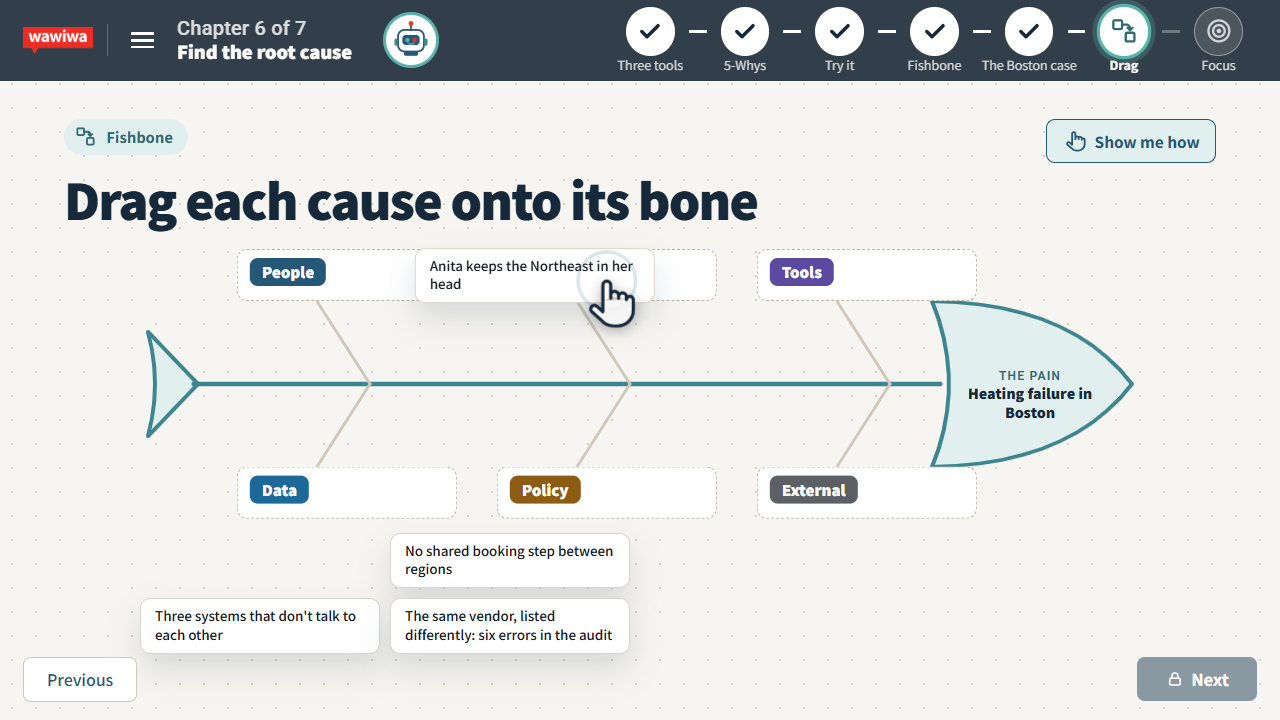 wawiwa
Chapter 6 of 7
Find the root cause
Three tools
5-Whys
Try it
Fishbone
The Boston case
Drag
Focus
Fishbone
Show me how
Drag each cause onto its bone
People
Anita keeps the Northeast in her
head
Tools
THE PAIN
Heating failure in
Boston
Data
Policy
External
No shared booking step between
regions
Three systems that don't talk to
each other
The same vendor, listed
differently: six errors in the audit
Previous
Next